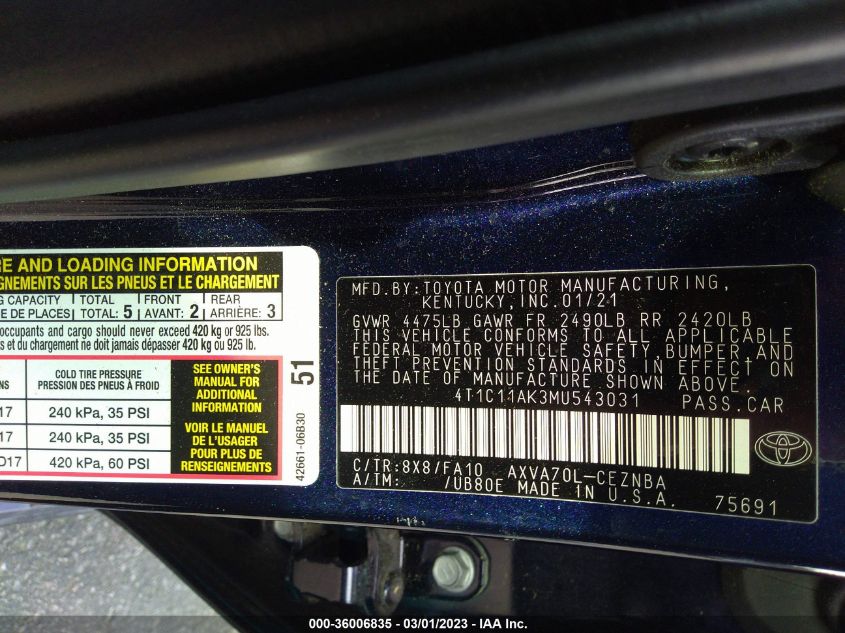 RE AND LOADING INFORMATION
GNEMENTS SUR LES PNEUS ET LE CHARGEMENT
G CAPACITY TOTAL FRONT REAR
E DE PLACES TOTAL: 5 AVANT: 2 ARRIÈRE: 3
occupants and cargo should never exceed 420 kg or 925 lbs.
s et du chargement ne doit jamais dépasser 420 kg ou 925 lb.
NS
COLD TIRE PRESSURE
PRESSION DES PNEUS À FROID
17 240 kPa, 35 PSI
17 240 kPa, 35 PSI
D17 420 kPa, 60 PSI
SEE OWNER'S
MANUAL FOR
ADDITIONAL
INFORMATION
VOIR LE MANUEL
DE L'USAGER
POUR PLUS DE
RENSEIGNEMENTS
51
42661-06B30
MFD.BY:TOYOTA MOTOR MANUFACTURING,
KENTUCKY,INC.01/21
GVWR 4475LB GAWR FR 2490LB RR 2420LB
THIS VEHICLE CONFORMS TO ALL APPLICABLE
FEDERAL MOTOR VEHICLE SAFETY,BUMPER,AND
THEFT PREVENTION STANDARDS IN EFFECT ON
THE DATE OF MANUFACTURE SHOWN ABOVE.
4T1C11AK3MU543031 PASS.CAR
C/TR:8X8/FA10 AXVA70L-CEZNBA
A/TM: /UB80E MADE IN U.S.A.
75691
000-36006835 - 03/01/2023 - IAA Inc.